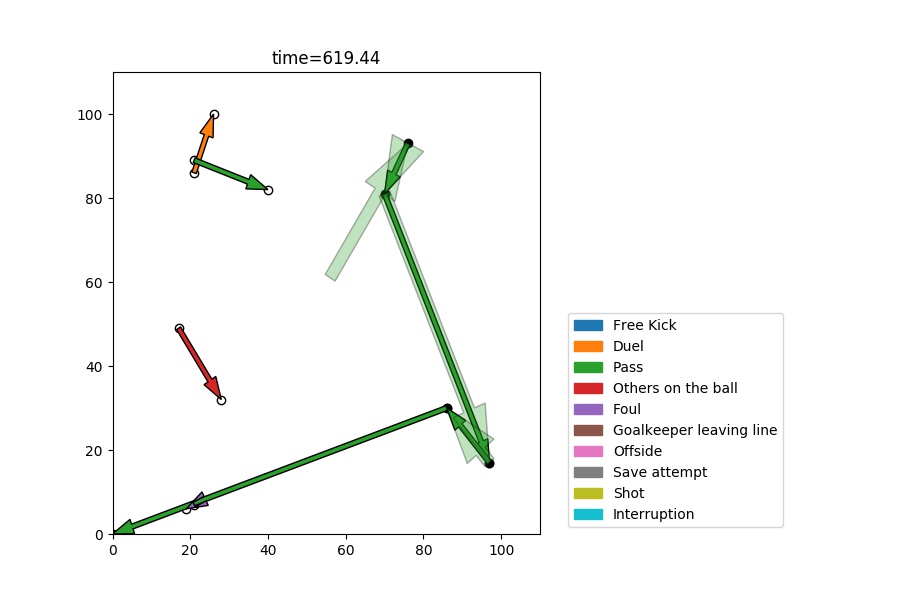 time=619.44
100
80
60
40
20
0
0 20 40 60 80 100
Free Kick
Duel
Pass
Others on the ball
Foul
Goalkeeper leaving line
Offside
Save attempt
Shot
Interruption